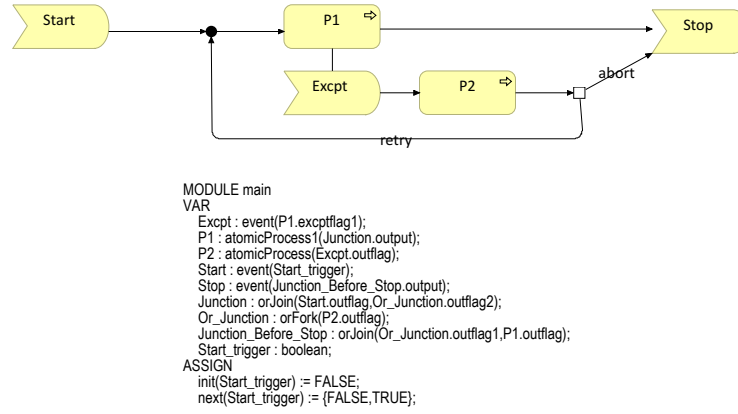 Start
P1
Stop
Excpt
P2
abort
retry
MODULE main
VAR
Excpt : event(P1.excptflag1);
P1 : atomicProcess1(Junction.output);
P2 : atomicProcess(Excpt.outflag);
Start : event(Start_trigger);
Stop : event(Junction_Before_Stop.output);
Junction : orJoin(Start.outflag,Or_Junction.outflag2);
Or_Junction : orFork(P2.outflag);
Junction_Before_Stop : orJoin(Or_Junction.outflag1,P1.outflag);
Start_trigger : boolean;
ASSIGN
init(Start_trigger) := FALSE;
next(Start_trigger) := {FALSE,TRUE};